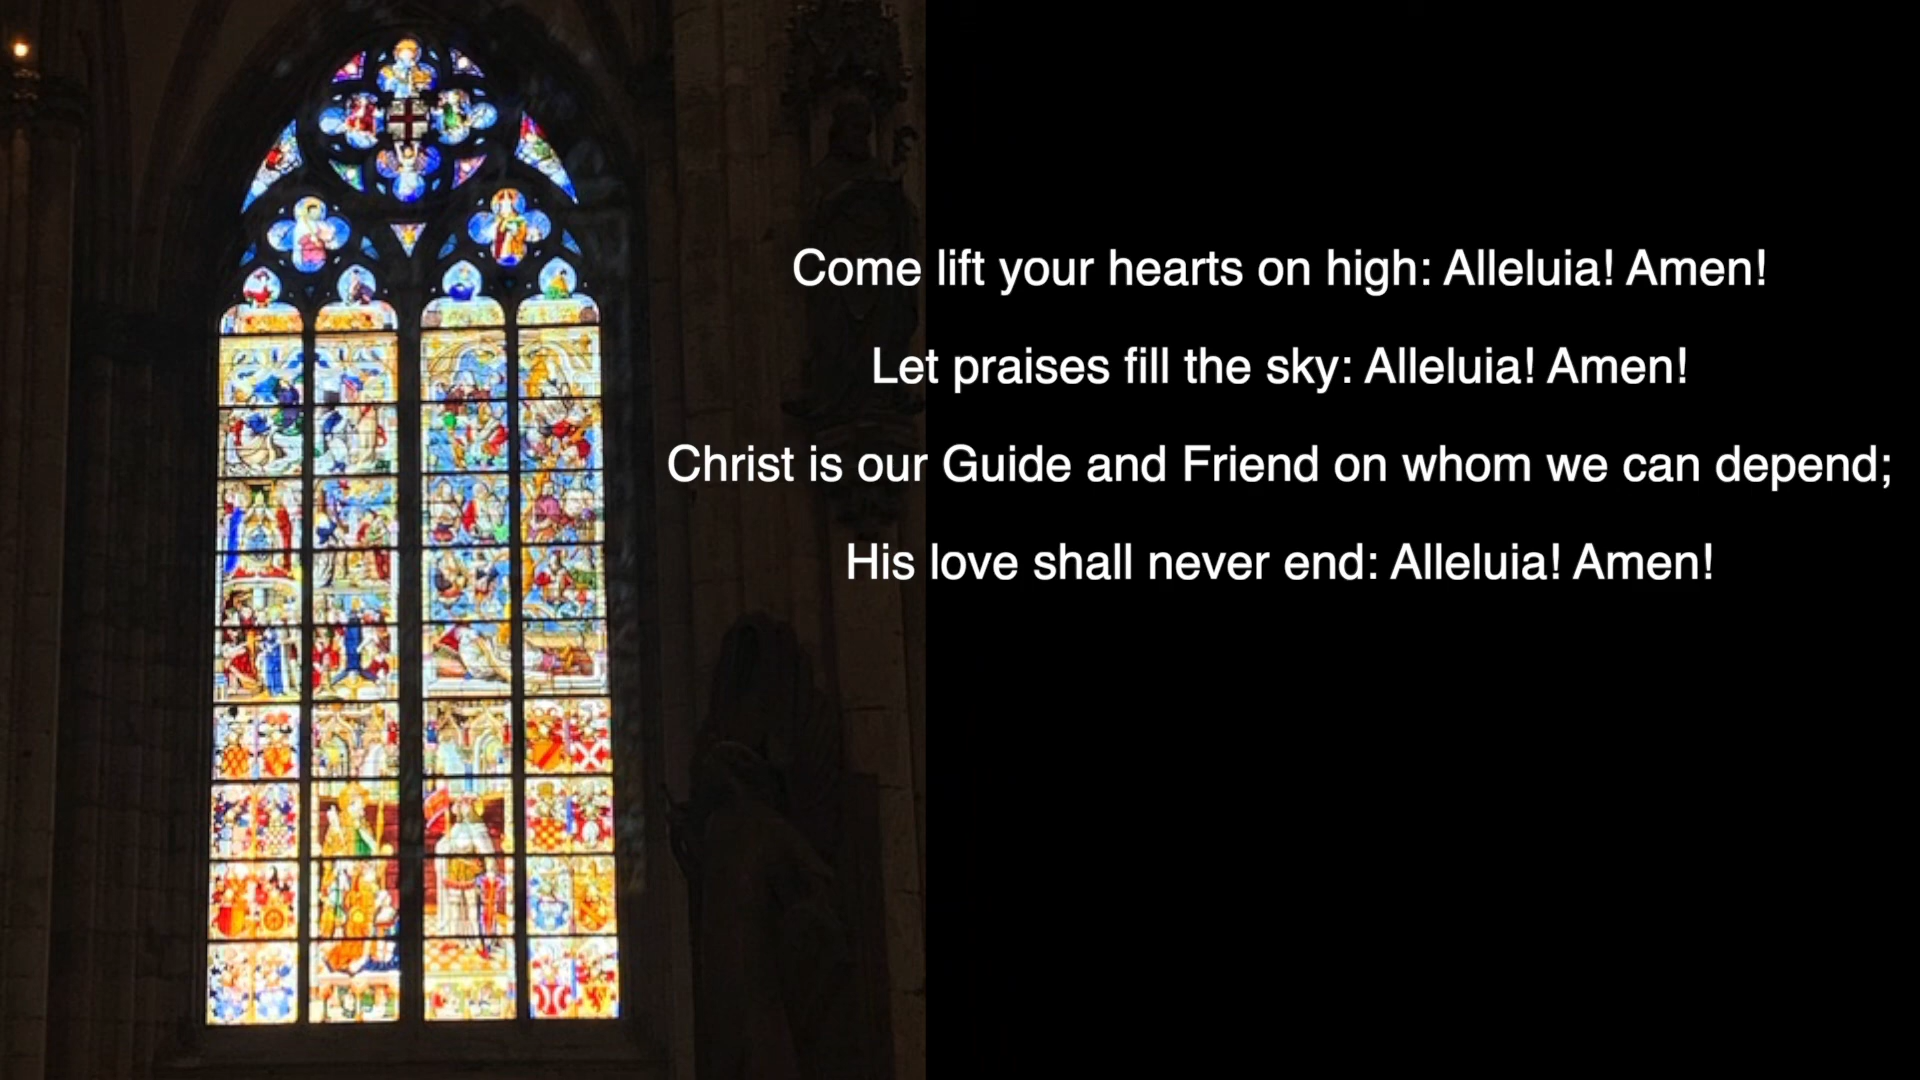 Come lift your hearts on high: Alleluia! Amen!
Let praises fill the sky: Alleluia! Amen!
Christ is our Guide and Friend on whom we can depend;
His love shall never end: Alleluia! Amen!